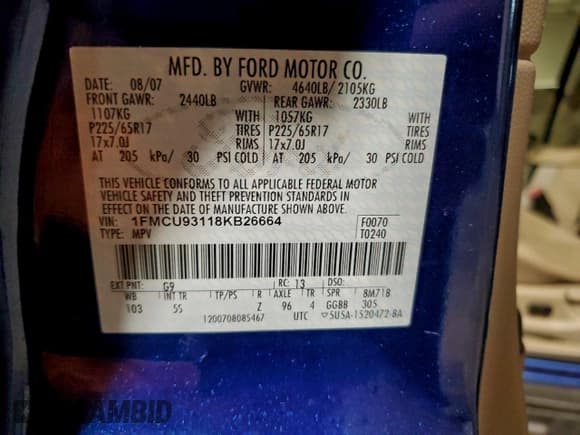 MFD. BY FORD MOTOR CO.
DATE: 08/07 GVWR: 4640LB/ 2105KG
FRONT GAWR: 2440LB REAR GAWR: 2330LB
1107KG WITH 1057KG WITH
P225/65R17 TIRES P225/65R17 TIRES
17x7.0J RIMS 17x7.0J RIMS
AT 205 kPa/ 30 PSI COLD AT 205 kPa/ 30 PSI COLD
THIS VEHICLE CONFORMS TO ALL APPLICABLE FEDERAL MOTOR
VEHICLE SAFETY AND THEFT PREVENTION STANDARDS IN
EFFECT ON THE DATE OF MANUFACTURE SHOWN ABOVE.
VIN: 1FMCU93118KB26664 F0070
TYPE: MPV T0240
EXT PNT: G9 RC: 13 DSO:
WB INT TR TP/PS R AXLE TR SPR 8M71B
103 55 Z 96 4 GGBB 305
1200708085467 UTC ▽5U5A-1520472-BA